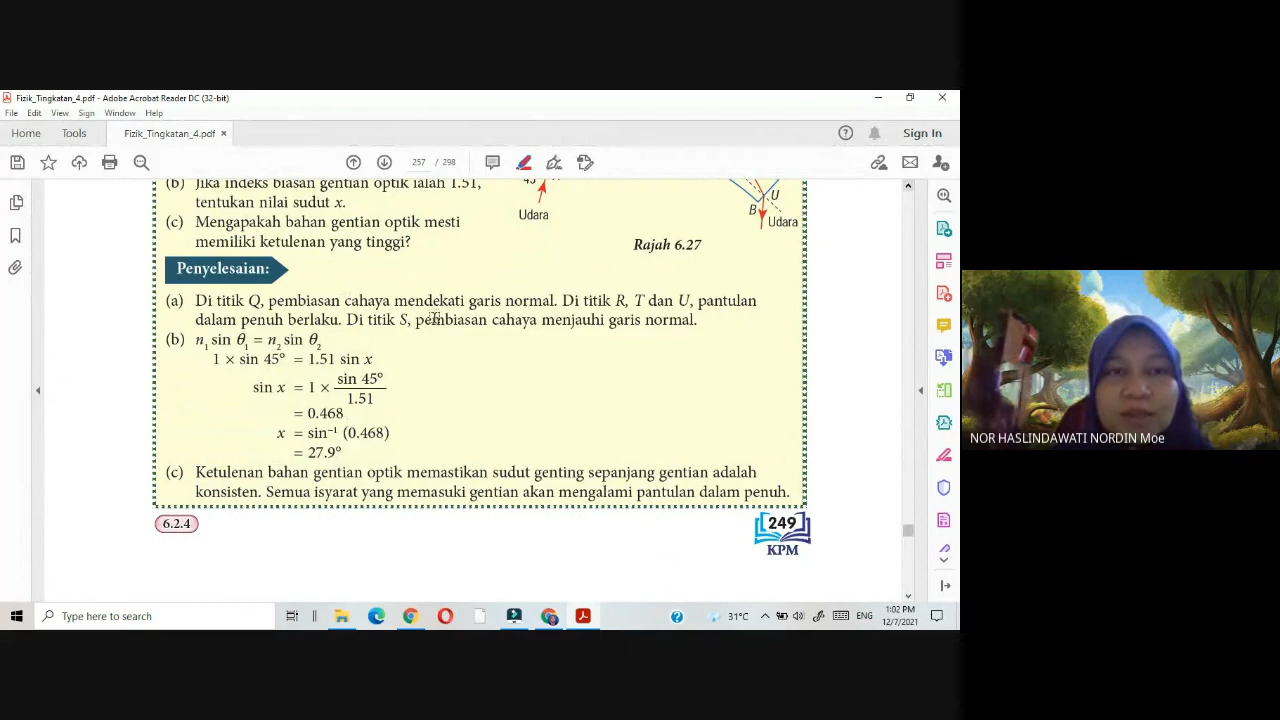 Fizik_Tingkatan_4.pdf - Adobe Acrobat Reader DC (32-bit)
File Edit View Sign Window Help
Home Tools Fizik_Tingkatan_4.pdf × Sign In
257 / 298
(b) Jika indeks biasan gentian optik ialah 1.51,
tentukan nilai sudut x.
(c) Mengapakah bahan gentian optik mesti
memiliki ketulenan yang tinggi?
Udara
B U
Udara
Rajah 6.27
Penyelesaian:
(a) Di titik Q, pembiasan cahaya mendekati garis normal. Di titik R, T dan U, pantulan
dalam penuh berlaku. Di titik S, pembiasan cahaya menjauhi garis normal.
(b) n₁ sin θ₁ = n₂ sin θ₂
1 × sin 45° = 1.51 sin x
sin x = 1 × sin 45° / 1.51
= 0.468
x = sin⁻¹ (0.468)
= 27.9°
(c) Ketulenan bahan gentian optik memastikan sudut genting sepanjang gentian adalah
konsisten. Semua isyarat yang memasuki gentian akan mengalami pantulan dalam penuh.
6.2.4
249
KPM
NOR HASLINDAWATI NORDIN Moe
Type here to search
31°C ENG
1:02 PM
12/7/2021